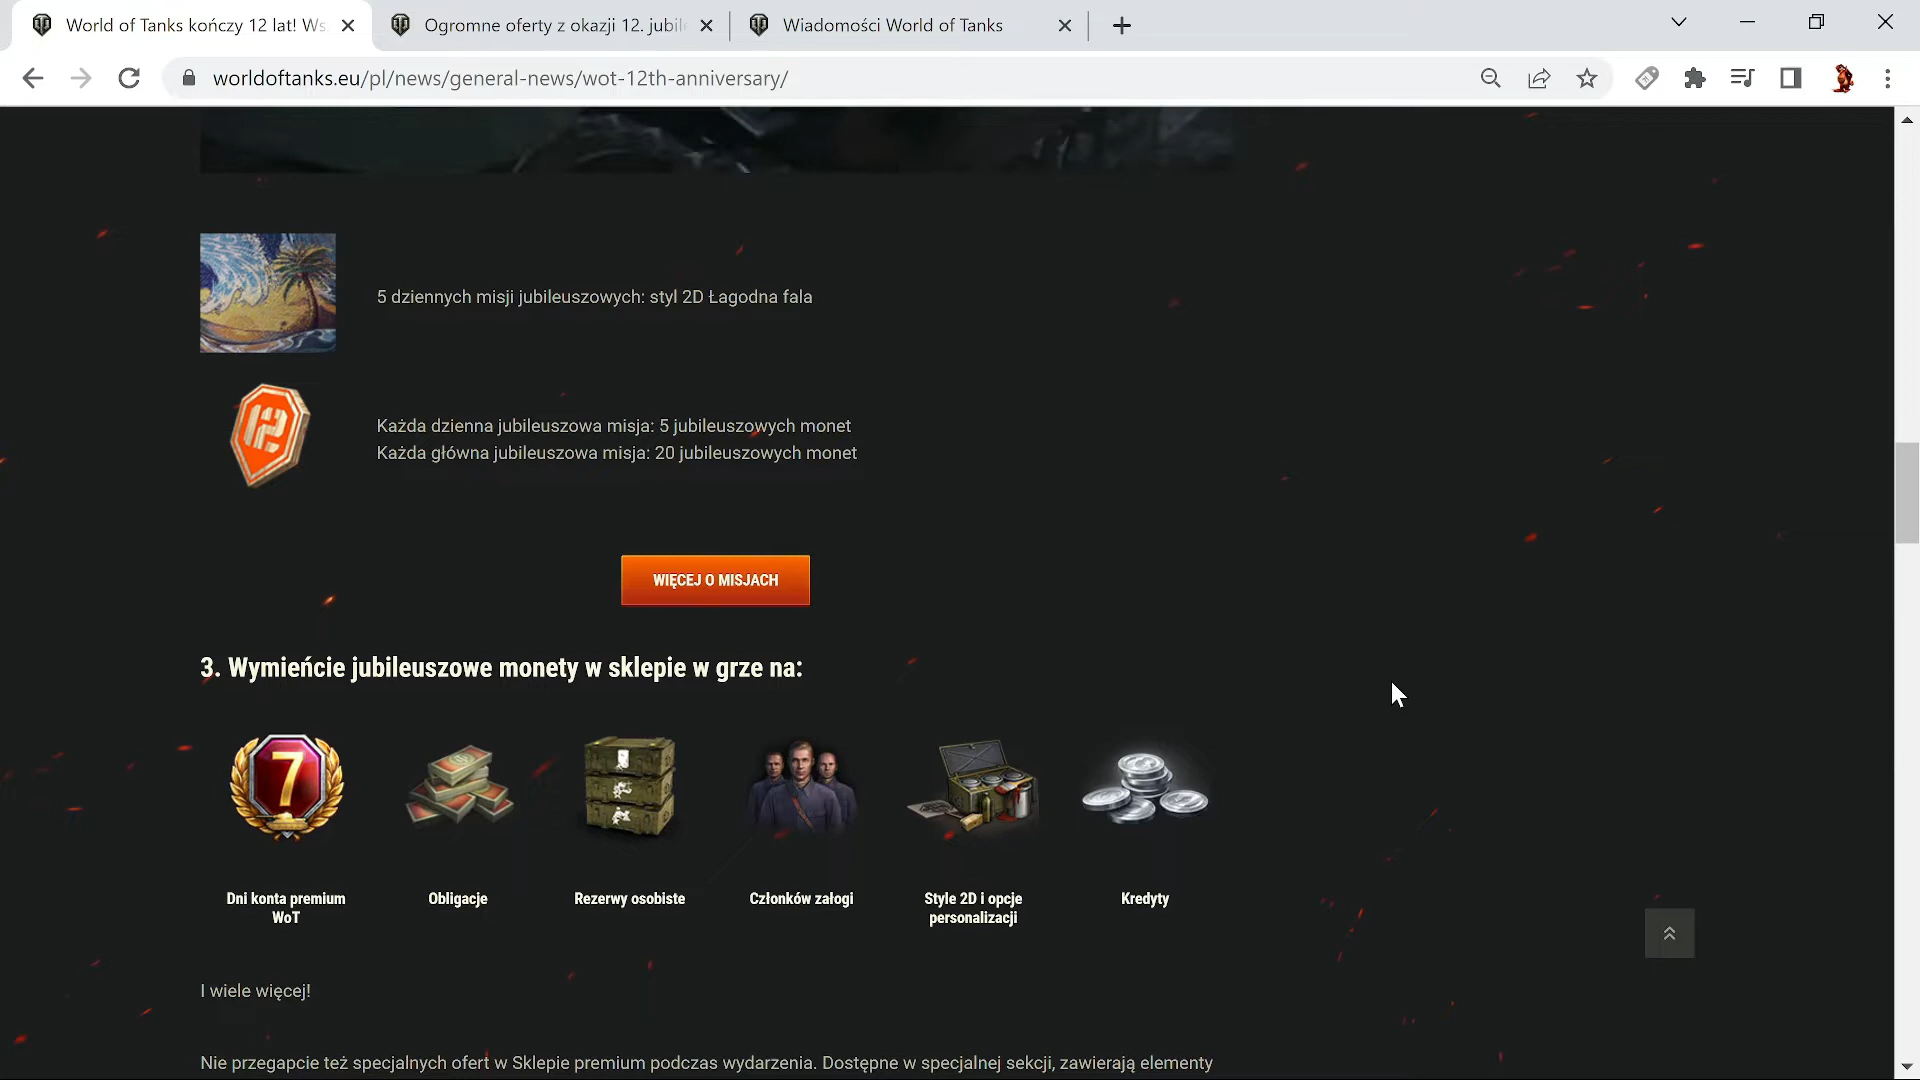 World of Tanks kończy 12 lat! Ws
Ogromne oferty z okazji 12. jubil
Wiadomości World of Tanks
worldoftanks.eu/pl/news/general-news/wot-12th-anniversary/
5 dziennych misji jubileuszowych: styl 2D Łagodna fala
12
Każda dzienna jubileuszowa misja: 5 jubileuszowych monet
Każda główna jubileuszowa misja: 20 jubileuszowych monet
WIĘCEJ O MISJACH
3. Wymieńcie jubileuszowe monety w sklepie w grze na:
7
Dni konta premium
WoT
Obligacje
Rezerwy osobiste
Członków załogi
Style 2D i opcje
personalizacji
Kredyty
I wiele więcej!
Nie przegapcie też specjalnych ofert w Sklepie premium podczas wydarzenia. Dostępne w specjalnej sekcji, zawierają elementy